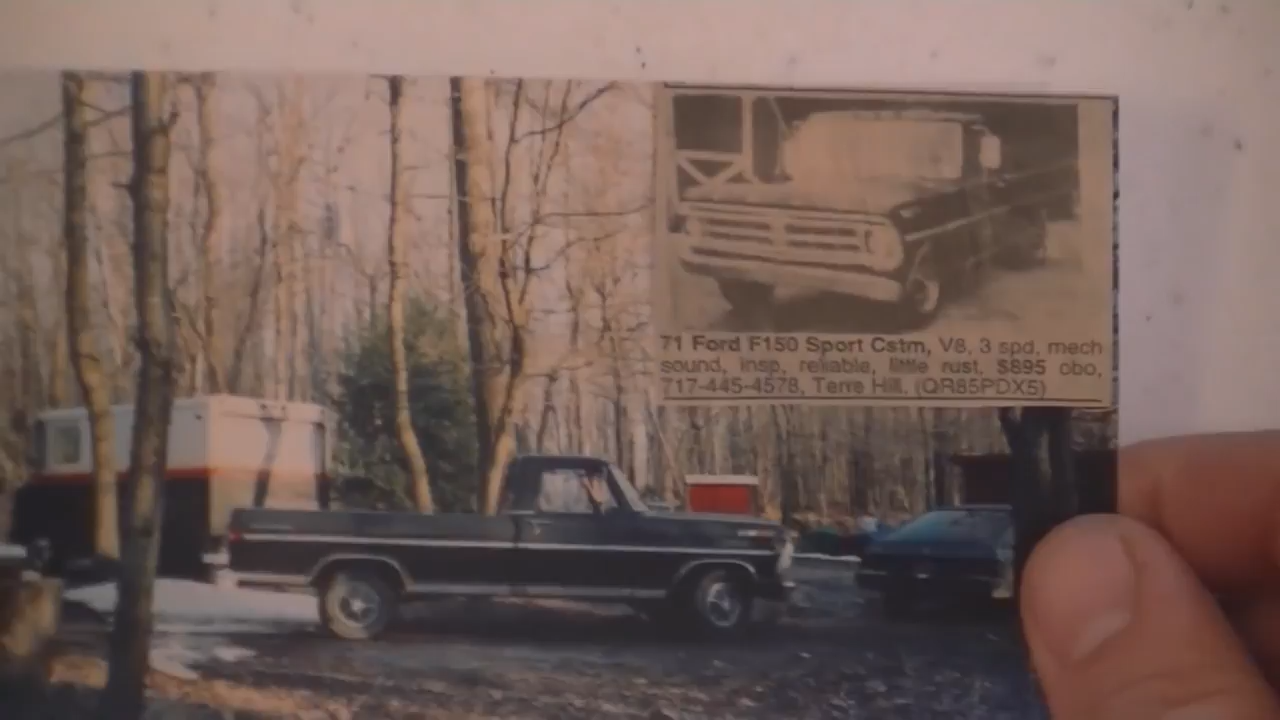 71 Ford F150 Sport Cstm, V8, 3 spd, mech
sound, insp, reliable, little rust, $895 obo,
717-445-4578, Terre Hill. (QR85PDX5)